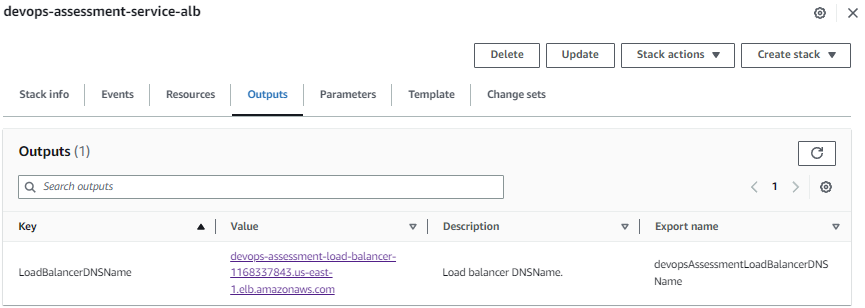 devops-assessment-service-alb
Delete
Update
Stack actions
Create stack
Stack info
Events
Resources
Outputs
Parameters
Template
Change sets
Outputs (1)
Search outputs
1
Key
Value
Description
Export name
LoadBalancerDNSName
devops-assessment-load-balancer-
1168337843.us-east-
1.elb.amazonaws.com
Load balancer DNSName.
devopsAssessmentLoadBalancerDNS
Name